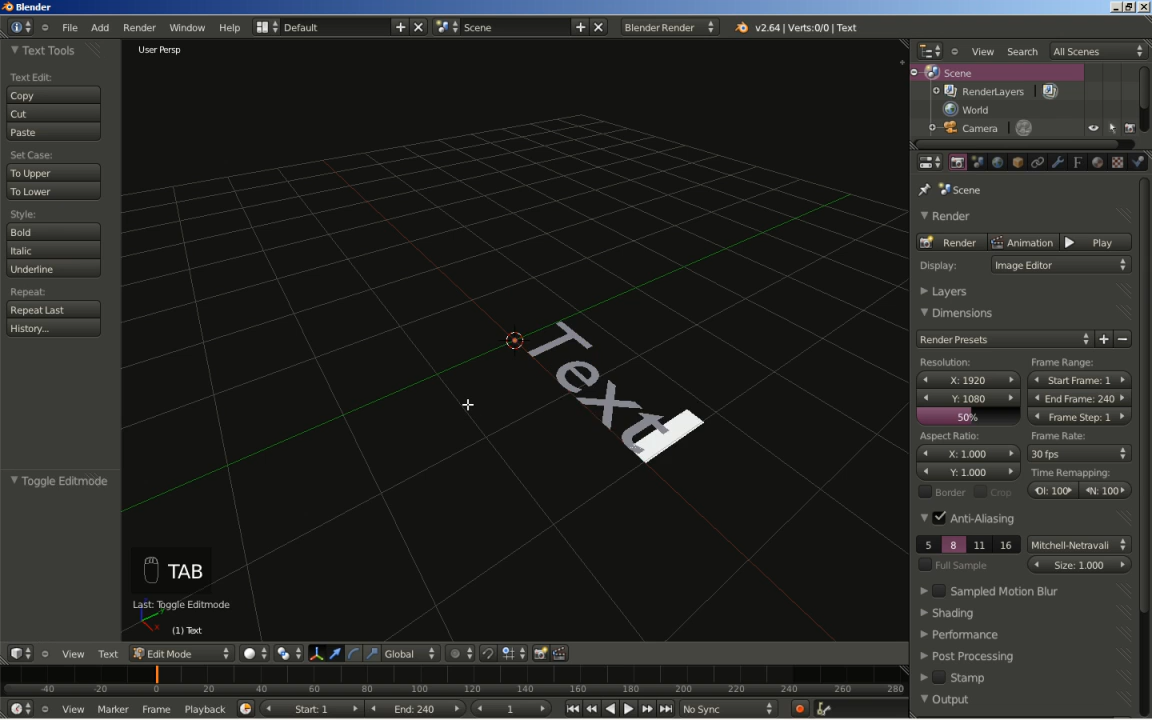 Blender
File Add Render Window Help Default Scene Blender Render v2.64 | Verts:0/0 | Text
Text Tools
Text Edit:
Copy
Cut
Paste
Set Case:
To Upper
To Lower
Style:
Bold
Italic
Underline
Repeat:
Repeat Last
History...
Toggle Editmode
User Persp
Text
TAB
Last: Toggle Editmode
(1) Text
View Text Edit Mode Global
-40 -20 0 20 40 60 80 100 120 140 160 180 200 220 240 260 280
View Marker Frame Playback Start: 1 End: 240 1 No Sync
View Search All Scenes
Scene
RenderLayers
World
Camera
Scene
Render
Render Animation Play
Display: Image Editor
Layers
Dimensions
Render Presets
Resolution: Frame Range:
X: 1920 Start Frame: 1
Y: 1080 End Frame: 240
50% Frame Step: 1
Aspect Ratio: Frame Rate:
X: 1.000 30 fps
Y: 1.000 Time Remapping:
Border Crop Ol: 100 N: 100
Anti-Aliasing
5 8 11 16 Mitchell-Netravali
Full Sample Size: 1.000
Sampled Motion Blur
Shading
Performance
Post Processing
Stamp
Output